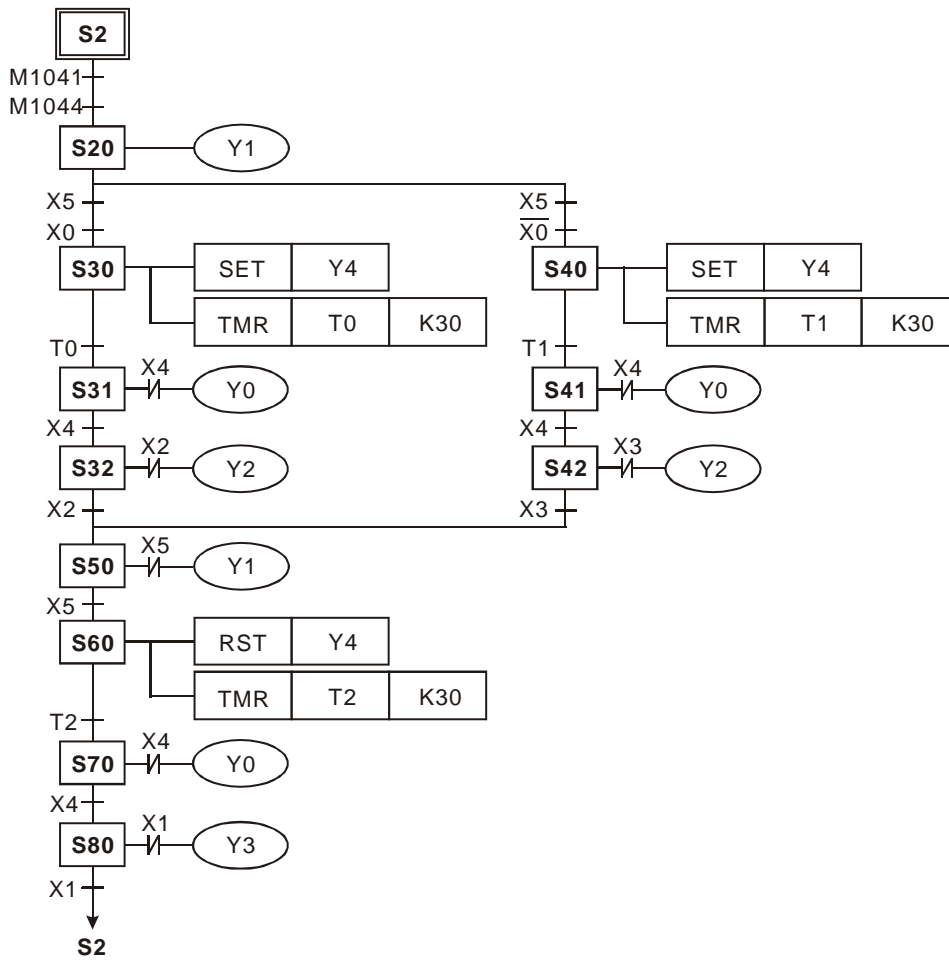 S2
M1041
M1044
S20 Y1
X5 X5
X0 X̅0̅
S30 SET Y4 S40 SET Y4
TMR T0 K30 TMR T1 K30
T0 T1
X4 X4
S31 Y0 S41 Y0
X4 X4
X2 X3
S32 Y2 S42 Y2
X2 X3
X5
S50 Y1
X5
S60 RST Y4
TMR T2 K30
T2
X4
S70 Y0
X4
X1
S80 Y3
X1
S2